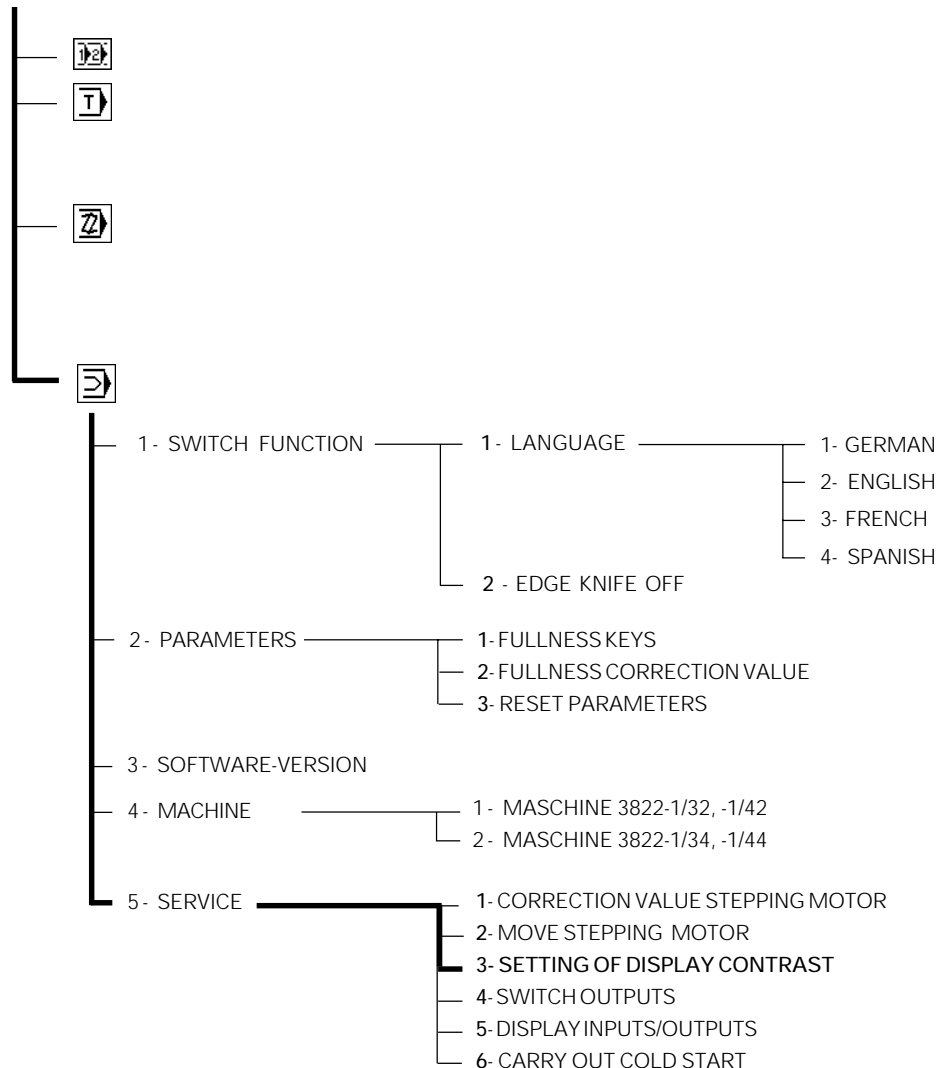 1 2
T
1 - SWITCH FUNCTION
1 - LANGUAGE
1- GERMAN
2- ENGLISH
3- FRENCH
4- SPANISH
2 - EDGE KNIFE OFF
2 - PARAMETERS
1- FULLNESS KEYS
2- FULLNESS CORRECTION VALUE
3- RESET PARAMETERS
3 - SOFTWARE-VERSION
4 - MACHINE
1 - MASCHINE 3822-1/32, -1/42
2 - MASCHINE 3822-1/34, -1/44
5 - SERVICE
1- CORRECTION VALUE STEPPING MOTOR
2- MOVE STEPPING MOTOR
3- SETTING OF DISPLAY CONTRAST
4- SWITCH OUTPUTS
5- DISPLAY INPUTS/OUTPUTS
6- CARRY OUT COLD START